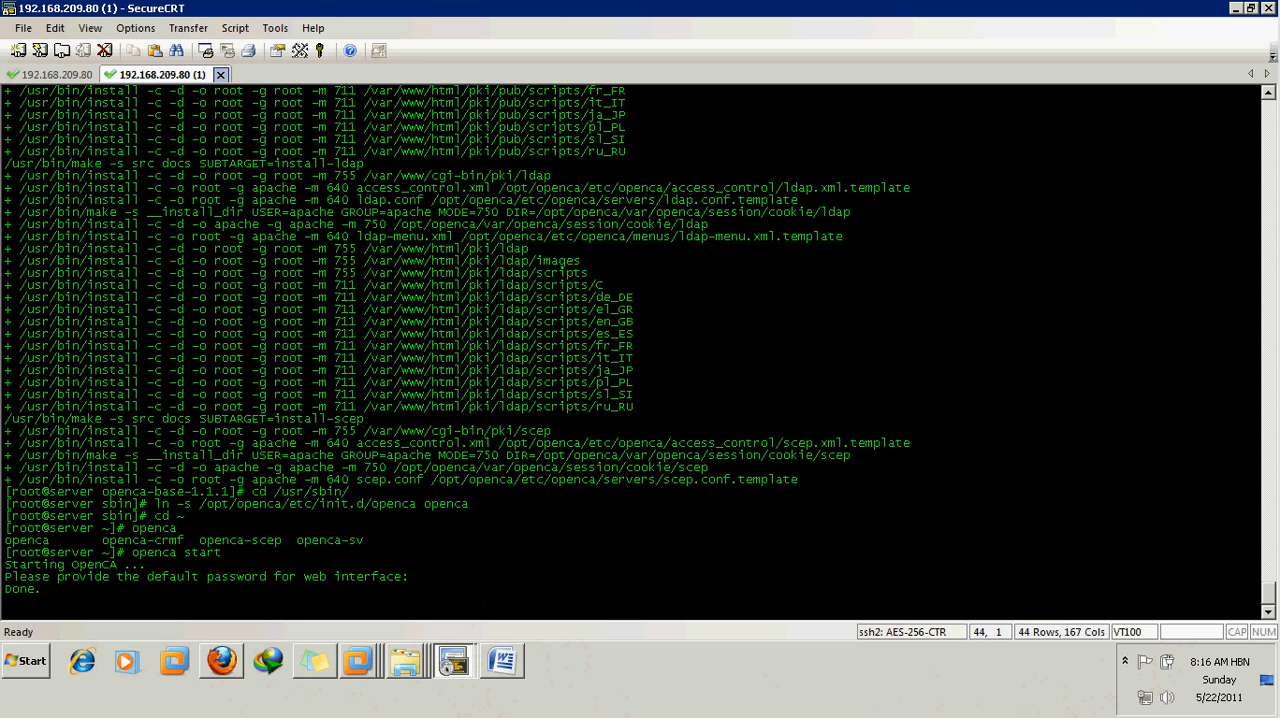 192.168.209.80 (1) - SecureCRT
File Edit View Options Transfer Script Tools Help
192.168.209.80 192.168.209.80 (1)
+ /usr/bin/install -c -d -o root -g root -m 711 /var/www/html/pki/pub/scripts/fr_FR
+ /usr/bin/install -c -d -o root -g root -m 711 /var/www/html/pki/pub/scripts/it_IT
+ /usr/bin/install -c -d -o root -g root -m 711 /var/www/html/pki/pub/scripts/ja_JP
+ /usr/bin/install -c -d -o root -g root -m 711 /var/www/html/pki/pub/scripts/pl_PL
+ /usr/bin/install -c -d -o root -g root -m 711 /var/www/html/pki/pub/scripts/sl_SI
+ /usr/bin/install -c -d -o root -g root -m 711 /var/www/html/pki/pub/scripts/ru_RU
/usr/bin/make -s src docs SUBTARGET=install-ldap
+ /usr/bin/install -c -d -o root -g root -m 755 /var/www/cgi-bin/pki/ldap
+ /usr/bin/install -c -o root -g apache -m 640 access_control.xml /opt/openca/etc/openca/access_control/ldap.xml.template
+ /usr/bin/install -c -o root -g apache -m 640 ldap.conf /opt/openca/etc/openca/servers/ldap.conf.template
+ /usr/bin/make -s __install_dir USER=apache GROUP=apache MODE=750 DIR=/opt/openca/var/openca/session/cookie/ldap
+ /usr/bin/install -c -d -o apache -g apache -m 750 /opt/openca/var/openca/session/cookie/ldap
+ /usr/bin/install -c -o root -g apache -m 640 ldap-menu.xml /opt/openca/etc/openca/menus/ldap-menu.xml.template
+ /usr/bin/install -c -d -o root -g root -m 755 /var/www/html/pki/ldap
+ /usr/bin/install -c -d -o root -g root -m 755 /var/www/html/pki/ldap/images
+ /usr/bin/install -c -d -o root -g root -m 755 /var/www/html/pki/ldap/scripts
+ /usr/bin/install -c -d -o root -g root -m 711 /var/www/html/pki/ldap/scripts/C
+ /usr/bin/install -c -d -o root -g root -m 711 /var/www/html/pki/ldap/scripts/de_DE
+ /usr/bin/install -c -d -o root -g root -m 711 /var/www/html/pki/ldap/scripts/el_GR
+ /usr/bin/install -c -d -o root -g root -m 711 /var/www/html/pki/ldap/scripts/en_GB
+ /usr/bin/install -c -d -o root -g root -m 711 /var/www/html/pki/ldap/scripts/es_ES
+ /usr/bin/install -c -d -o root -g root -m 711 /var/www/html/pki/ldap/scripts/fr_FR
+ /usr/bin/install -c -d -o root -g root -m 711 /var/www/html/pki/ldap/scripts/it_IT
+ /usr/bin/install -c -d -o root -g root -m 711 /var/www/html/pki/ldap/scripts/ja_JP
+ /usr/bin/install -c -d -o root -g root -m 711 /var/www/html/pki/ldap/scripts/pl_PL
+ /usr/bin/install -c -d -o root -g root -m 711 /var/www/html/pki/ldap/scripts/sl_SI
+ /usr/bin/install -c -d -o root -g root -m 711 /var/www/html/pki/ldap/scripts/ru_RU
/usr/bin/make -s src docs SUBTARGET=install-scep
+ /usr/bin/install -c -d -o root -g root -m 755 /var/www/cgi-bin/pki/scep
+ /usr/bin/install -c -o root -g apache -m 640 access_control.xml /opt/openca/etc/openca/access_control/scep.xml.template
+ /usr/bin/make -s __install_dir USER=apache GROUP=apache MODE=750 DIR=/opt/openca/var/openca/session/cookie/scep
+ /usr/bin/install -c -d -o apache -g apache -m 750 /opt/openca/var/openca/session/cookie/scep
+ /usr/bin/install -c -o root -g apache -m 640 scep.conf /opt/openca/etc/openca/servers/scep.conf.template
[root@server openca-base-1.1.1]# cd /usr/sbin/
[root@server sbin]# ln -s /opt/openca/etc/init.d/openca openca
[root@server sbin]# cd ~
[root@server ~]# openca
openca openca-crmf openca-scep openca-sv
[root@server ~]# openca start
Starting OpenCA ...
Please provide the default password for web interface:
Done.
Ready ssh2: AES-256-CTR 44, 1 44 Rows, 167 Cols VT100 CAP NUM
Start
8:16 AM HBN
Sunday
5/22/2011